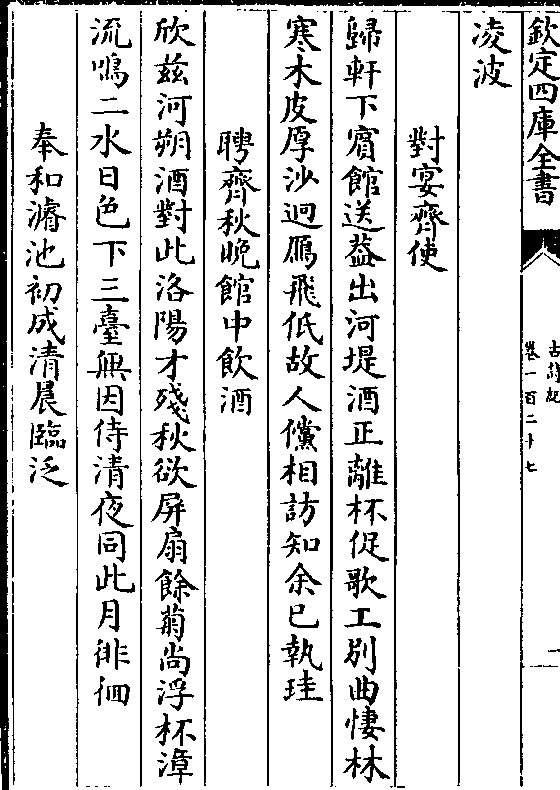 欽定四庫全書
古詩紀
卷一百二十七
一
凌波
對宴齊使
歸軒下賓館送葢出河堤酒正離杯促歌工别曲悽林
寒木皮厚沙迥鴈飛低故人儻相訪知余已執珪
聘齊秋晚館中飲酒
欣兹河朔酒對此洛陽才殘秋欲屏扇餘菊尚浮杯漳
流鳴二水日色下三臺無因侍清夜同此月徘徊
奉和濬池初成清晨臨泛